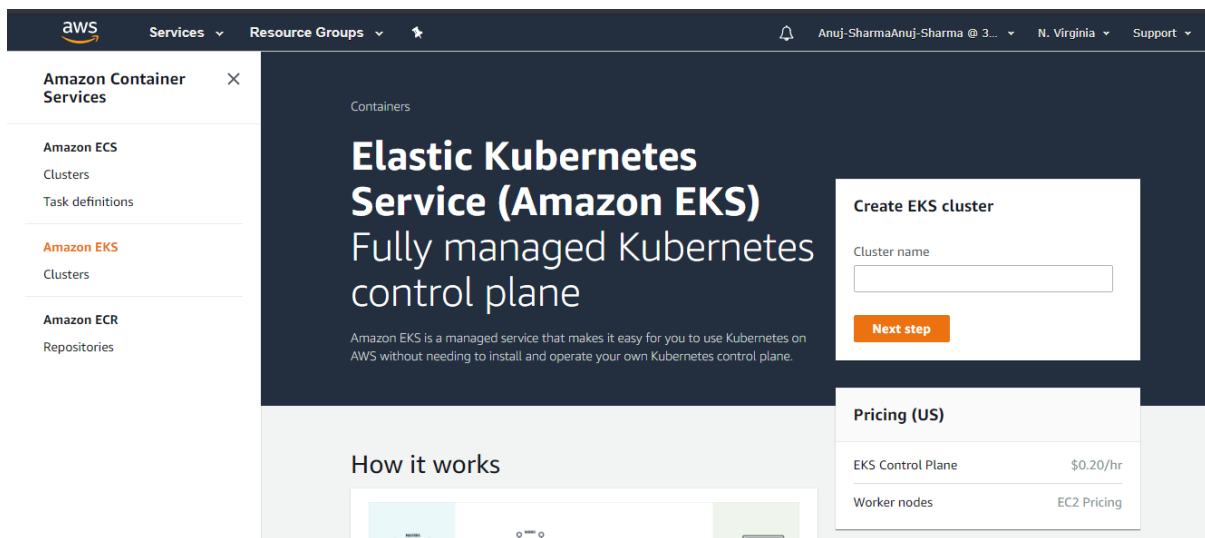 aws
Services
Resource Groups
Anuj-SharmaAnuj-Sharma @ 3...
N. Virginia
Support
Amazon Container
Services
Amazon ECS
Clusters
Task definitions
Amazon EKS
Clusters
Amazon ECR
Repositories
Containers
Elastic Kubernetes
Service (Amazon EKS)
Fully managed Kubernetes
control plane
Amazon EKS is a managed service that makes it easy for you to use Kubernetes on
AWS without needing to install and operate your own Kubernetes control plane.
Create EKS cluster
Cluster name
Next step
Pricing (US)
EKS Control Plane $0.20/hr
Worker nodes EC2 Pricing
How it works